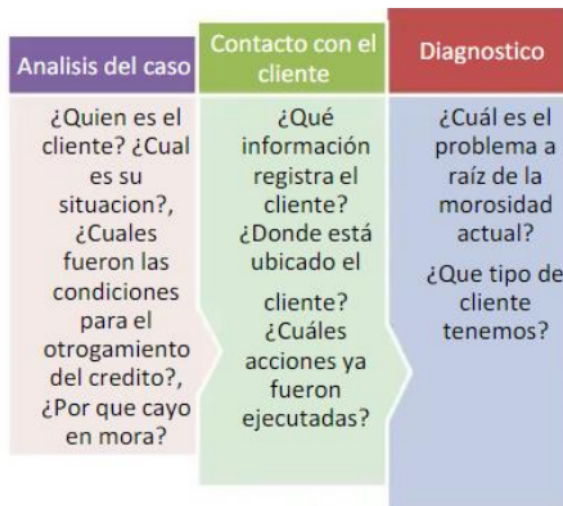 Analisis del caso
¿Quien es el
cliente? ¿Cual
es su
situacion?,
¿Cuales
fueron las
condiciones
para el
otrogamiento
del credito?,
¿Por que cayo
en mora?
Contacto con el
cliente
¿Qué
información
registra el
cliente?
¿Donde está
ubicado el
cliente?
¿Cuáles
acciones ya
fueron
ejecutadas?
Diagnostico
¿Cuál es el
problema a
raíz de la
morosidad
actual?
¿Que tipo de
cliente
tenemos?